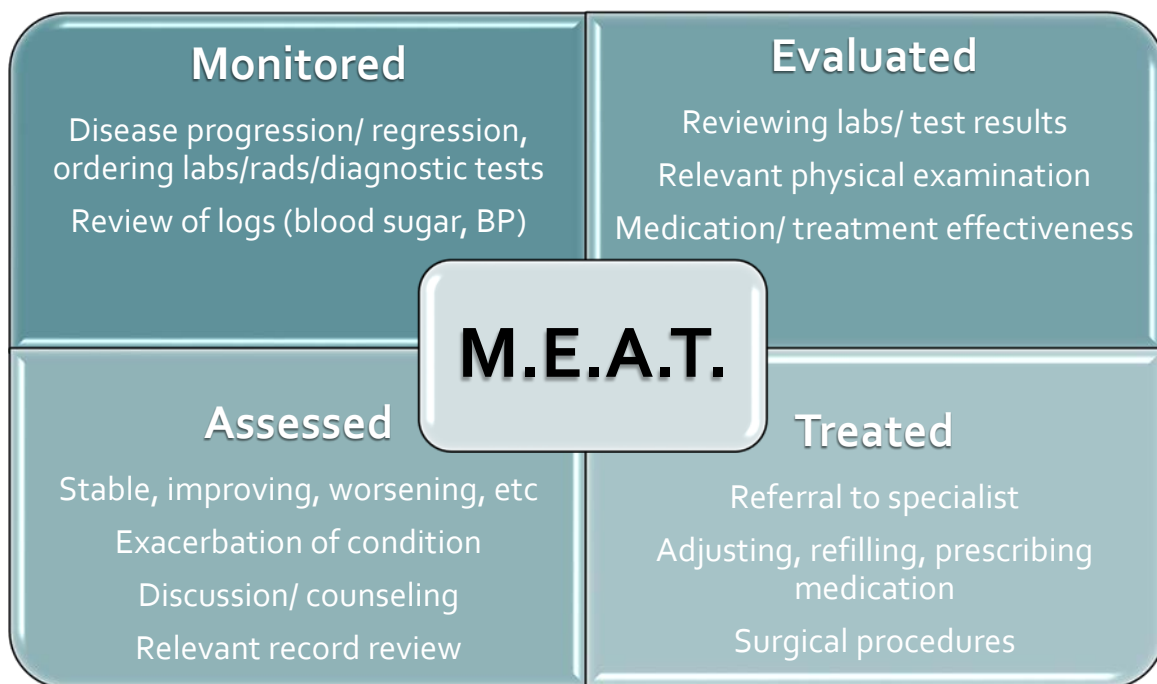 Monitored
Disease progression/ regression,
ordering labs/rads/diagnostic tests
Review of logs (blood sugar, BP)
Evaluated
Reviewing labs/ test results
Relevant physical examination
Medication/ treatment effectiveness
M.E.A.T.
Assessed
Stable, improving, worsening, etc
Exacerbation of condition
Discussion/ counseling
Relevant record review
Treated
Referral to specialist
Adjusting, refilling, prescribing
medication
Surgical procedures